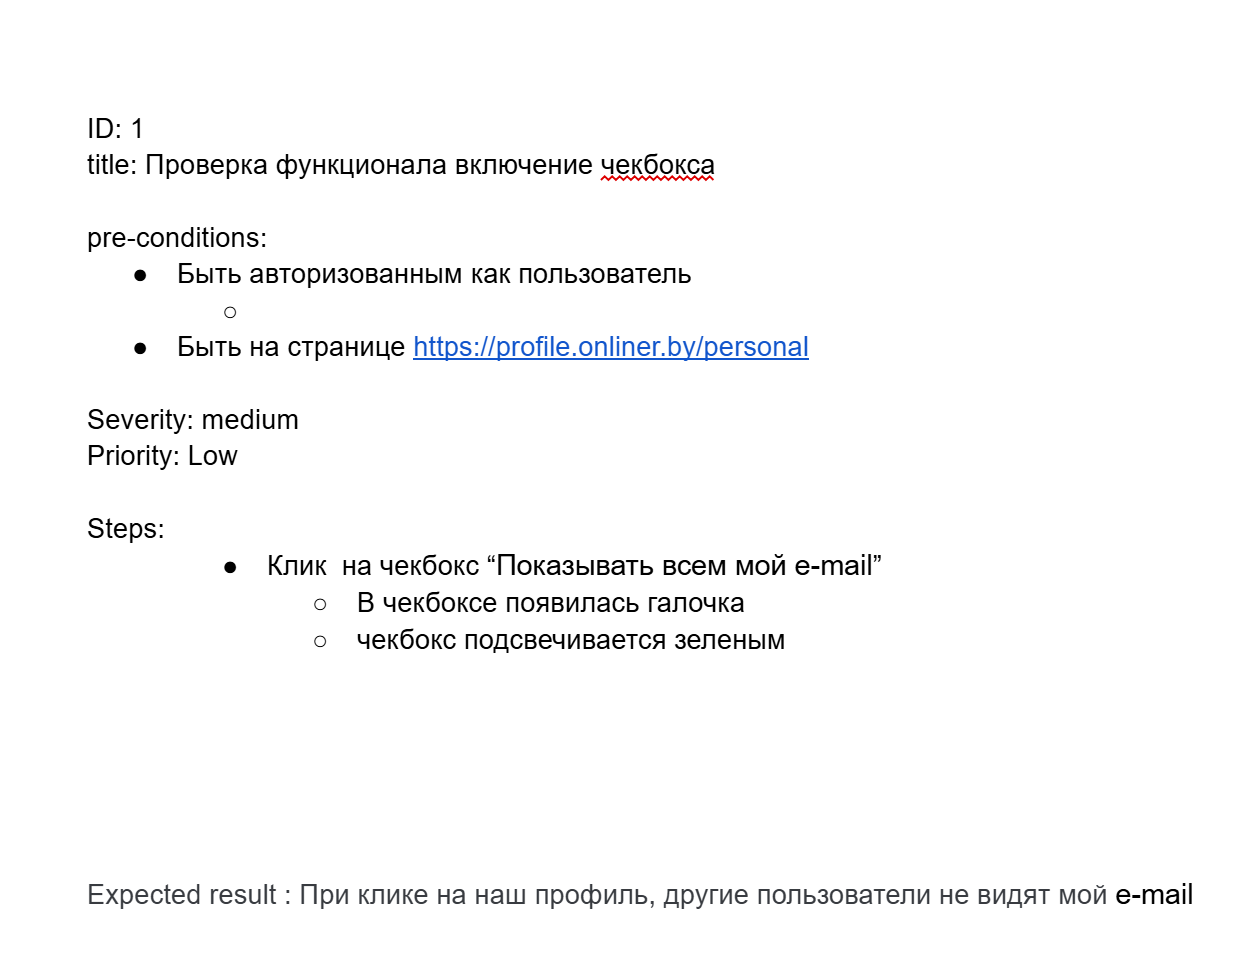 ID: 1
title: Проверка функционала включение чекбокса
pre-conditions:
● Быть авторизованным как пользователь
○
● Быть на странице https://profile.onliner.by/personal
Severity: medium
Priority: Low
Steps:
● Клик  на чекбокс “Показывать всем мой e-mail”
○ В чекбоксе появилась галочка
○ чекбокс подсвечивается зеленым
Expected result : При клике на наш профиль, другие пользователи не видят мой e-mail